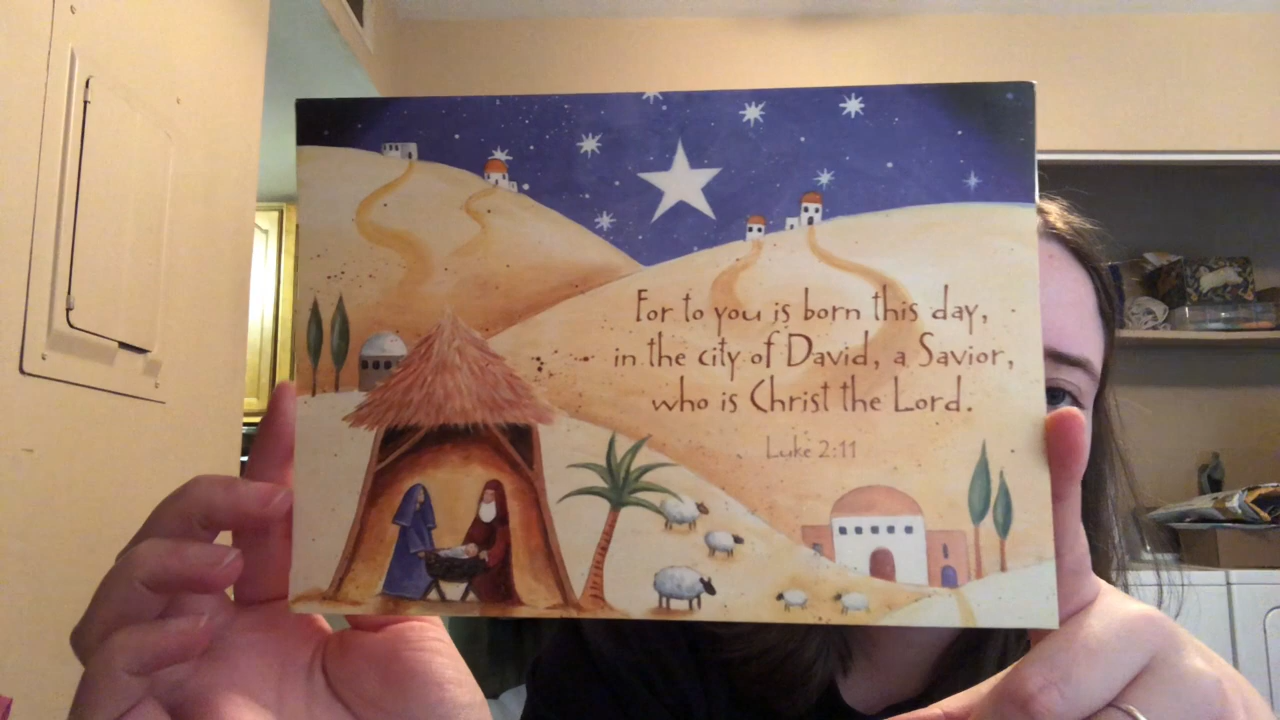 For to you is born this day,
in the city of David, a Savior,
who is Christ the Lord.
Luke 2:11